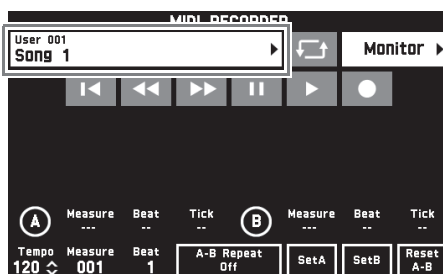 MIDI RECORDER
User 001
Song 1
Monitor
A Measure Beat Tick B Measure Beat Tick
--- -- -- --- -- --
Tempo Measure Beat A-B Repeat SetA SetB Reset
120 001 1 Off A-B